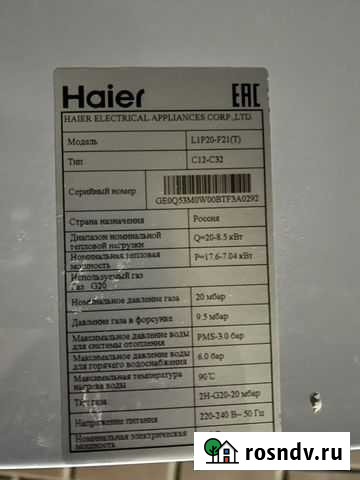 Haier EAC
HAIER ELECTRICAL APPLIANCES CORP.,LTD.
Модель L1P20-F21(T)
Тип C12-C32
Серийный номер GE0Q53M0W00BTF3A0292
Страна назначения Россия
Диапазон номинальной
тепловой нагрузки Q=20-8.5 кВт
Номинальная тепловая
мощность P=17.6-7.04 кВт
Используемый газ
Газ G20
Номинальное давление газа 20 мбар
Давление газа в форсунке 9.5 мбар
Максимальное давление воды
для системы отопления PMS-3.0 бар
Максимальное давление воды
для горячего водоснабжения 6.0 бар
Максимальная температура
нагрева воды 90℃
Тип газа 2H-G20-20 мбар
Напряжение питания 220-240 В~ 50 Гц
Номинальная электрическая
мощность
rosndv.ru